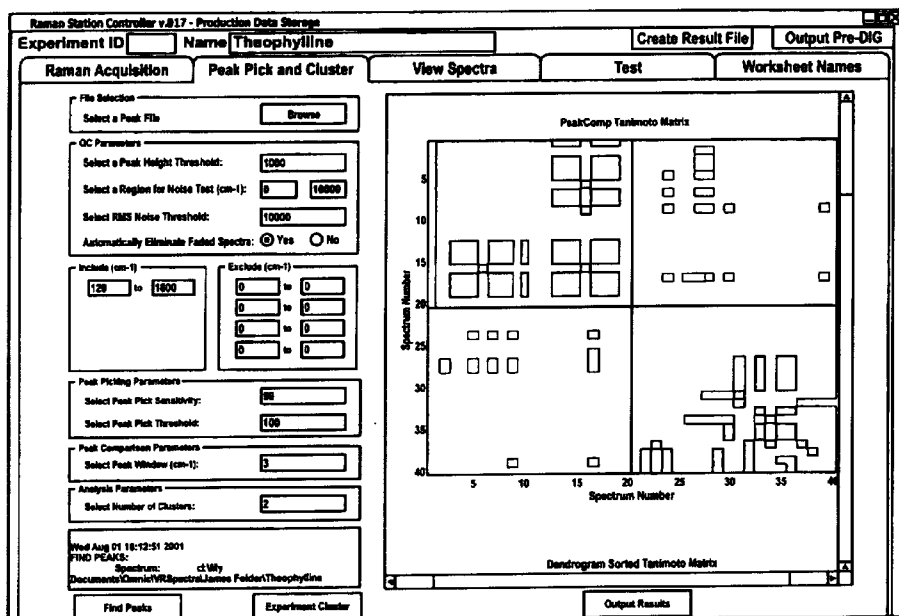 Raman Station Controller v.917 - Production Data Storage
Experiment ID Name Theophylline Create Result File Output Pre-DIG
Raman Acquisition Peak Pick and Cluster View Spectra Test Worksheet Names
File Selection
Select a Peak File Browse
QC Parameters
Select a Peak Height Threshold: 1000
Select a Region for Noise Test (cm-1): 0 10000
Select RMS Noise Threshold: 10000
Automatically Eliminate Faded Spectra: Yes No
Include (cm-1) Exclude (cm-1)
120 to 1800 0 to 0
0 to 0
0 to 0
0 to 0
Peak Picking Parameters
Select Peak Pick Sensitivity:
Select Peak Pick Threshold: 100
Peak Comparison Parameters
Select Peak Window (cm-1): 3
Analysis Parameters
Select Number of Clusters: 2
Wed Aug 01 16:12:51 2001
FIND PEAKS:
Spectrum: c:\My
Documents\Omnic\VRSpectra\James Felder\Theophylline
Find Peaks Experiment Cluster
PeakComp Tanimoto Matrix
5
10
15
20
25
30
35
40
Spectrum Number
5 10 15 20 25 30 35 40
Spectrum Number
Dendrogram Sorted Tanimoto Matrix
Output Results